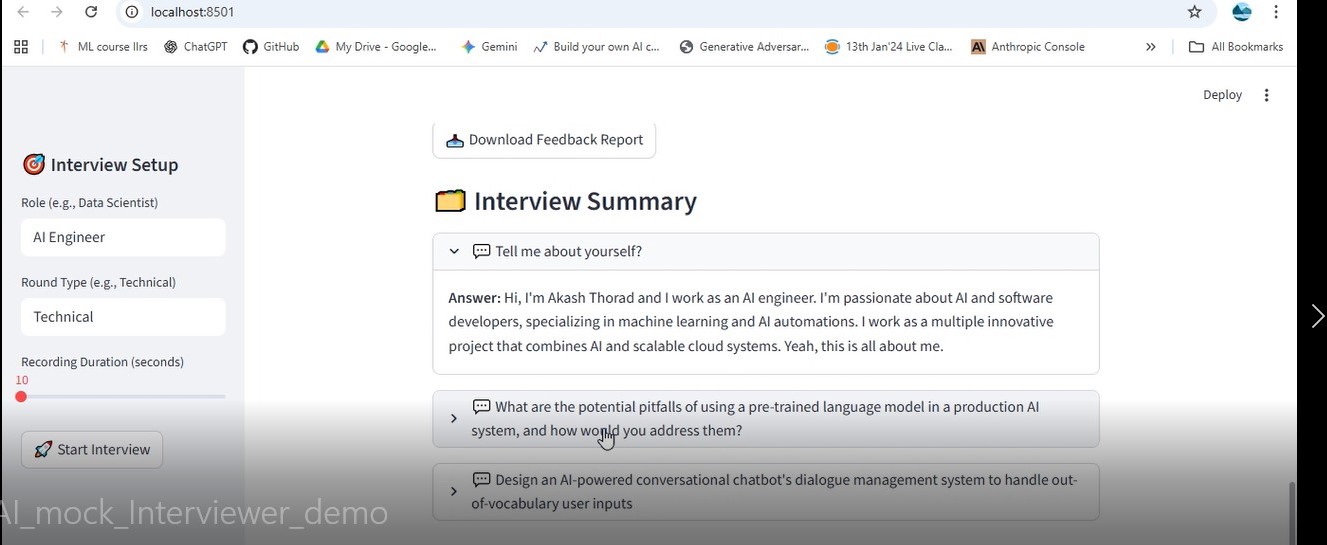 localhost:8501
ML course llrs
ChatGPT
GitHub
My Drive - Google...
Gemini
Build your own AI c...
Generative Adversar...
13th Jan'24 Live Cla...
Anthropic Console
All Bookmarks
Deploy
Interview Setup
Role (e.g., Data Scientist)
AI Engineer
Round Type (e.g., Technical)
Technical
Recording Duration (seconds)
10
Start Interview
Download Feedback Report
Interview Summary
Tell me about yourself?
Answer: Hi, I'm Akash Thorad and I work as an AI engineer. I'm passionate about AI and software
developers, specializing in machine learning and AI automations. I work as a multiple innovative
project that combines AI and scalable cloud systems. Yeah, this is all about me.
What are the potential pitfalls of using a pre-trained language model in a production AI
system, and how would you address them?
Design an AI-powered conversational chatbot's dialogue management system to handle out-
of-vocabulary user inputs
AI_mock_Interviewer_demo